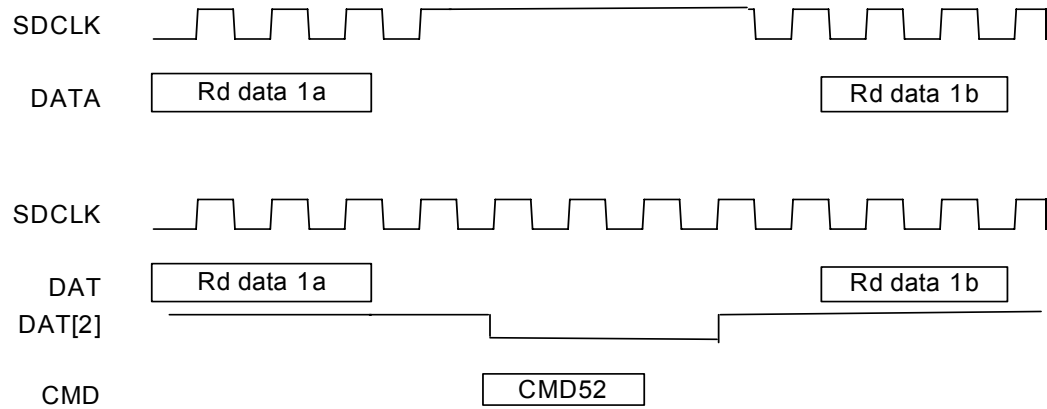 SDCLK
DATA Rd data 1a Rd data 1b
SDCLK
DAT Rd data 1a Rd data 1b
DAT[2]
CMD CMD52